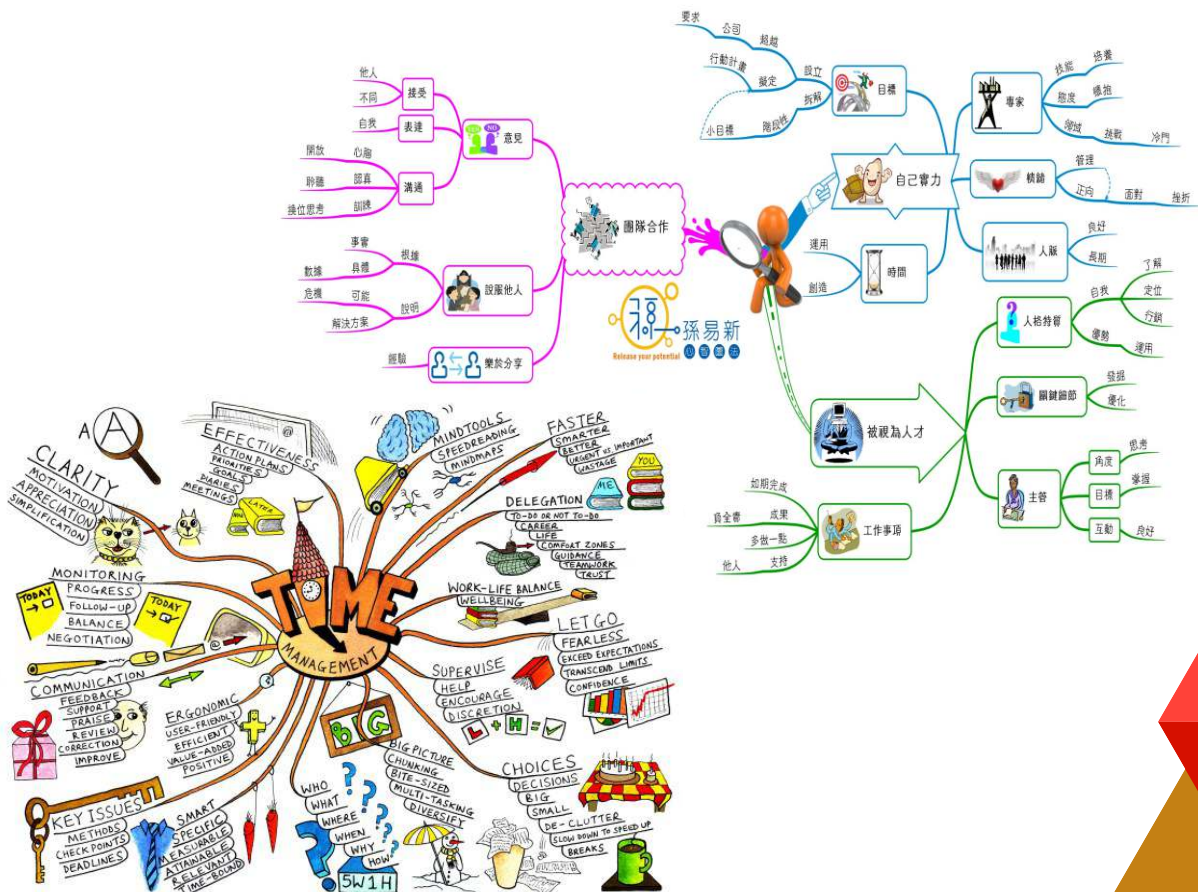 要求
公司
超越
行動計畫
擬定
設立
拆解
階段性
小目標
目標
專家
技能
培養
態度
積極
領域
挑戰
冷門
自己實力
情緒
管理
正向
面對
挫折
人脈
良好
長期
時間
運用
創造
他人
不同
接受
自我
表達
意見
YES
NO
開放
心胸
聆聽
認真
換位思考
訓練
溝通
團隊合作
事實
根據
數據
具體
危機
可能
解決方案
說明
說服他人
經驗
樂於分享
福
孫易新
心智圖法
Release your potential
人格特質
自我
了解
定位
行銷
優勢
運用
關鍵細節
發掘
優化
被視為人才
主管
角度
思考
目標
掌握
互動
良好
工作事項
如期完成
負全責
成果
多做一點
他人
支持
A
A
CLARITY
MOTIVATION
APPRECIATION
SIMPLIFICATION
EFFECTIVENESS
ACTION PLANS
PRIORITIES
GOALS
DIARIES
MEETINGS
NOW
LATER
@
MINDTOOLS
SPEEDREADING
MINDMAPS
FASTER
SMARTER
BETTER
URGENT VS. IMPORTANT
WASTAGE
ME
YOU
DELEGATION
TO-DO OR NOT TO-DO
CAREER
LIFE
COMFORT ZONES
GUIDANCE
TEAMWORK
TRUST
MONITORING
PROGRESS
FOLLOW-UP
BALANCE
NEGOTIATION
TODAY
TODAY
TIME
MANAGEMENT
WORK-LIFE BALANCE
WELLBEING
LET GO
FEARLESS
EXCEED EXPECTATIONS
TRANSCEND LIMITS
CONFIDENCE
@
COMMUNICATION
FEEDBACK
SUPPORT
PRAISE
REVIEW
CORRECTION
IMPROVE
ERGONOMIC
USER-FRIENDLY
EFFICIENT
VALUE-ADDED
POSITIVE
SUPERVISE
HELP
ENCOURAGE
DISCRETION
L + H = ✓
BIG
BIG PICTURE
CHUNKING
BITE-SIZED
MULTI-TASKING
DIVERSIFY
CHOICES
DECISIONS
BIG
SMALL
DE-CLUTTER
SLOW DOWN TO SPEED UP
BREAKS
KEY ISSUES
METHODS
CHECK POINTS
DEADLINES
SMART
SPECIFIC
MEASURABLE
ATTAINABLE
RELEVANT
TIME-BOUND
WHO
WHAT
WHERE
WHEN
WHY
HOW
5W1H